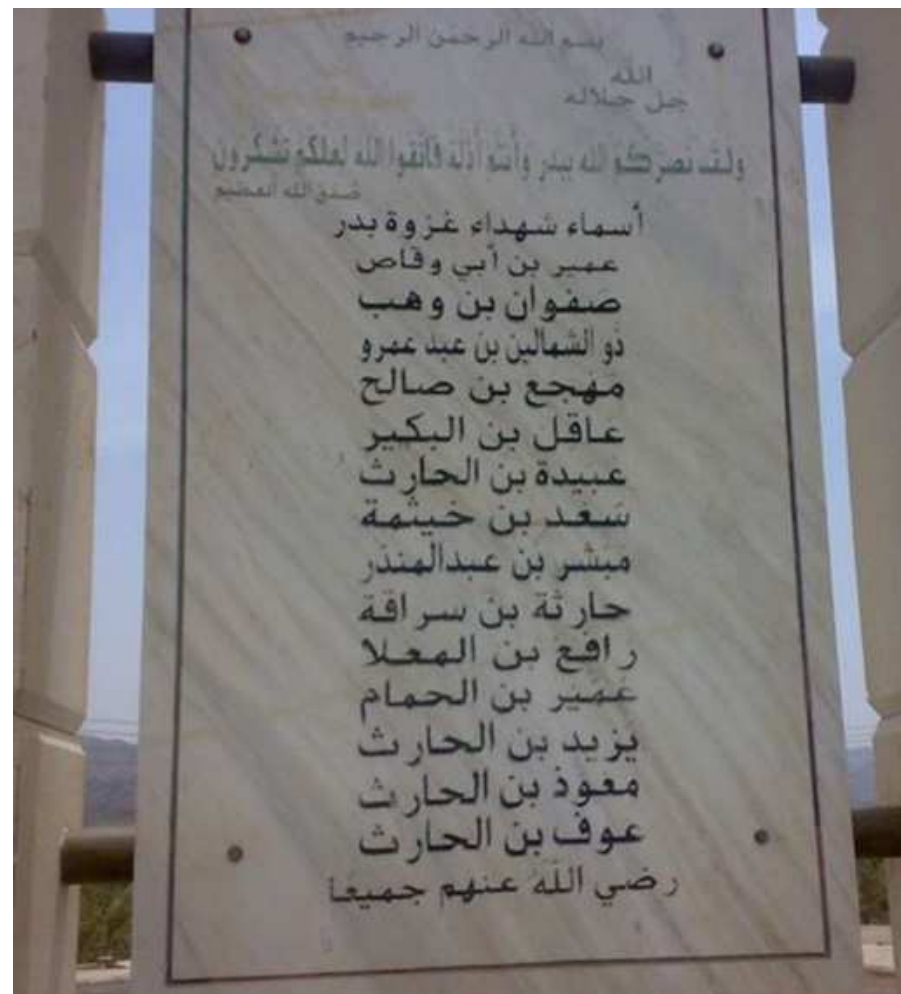 بسم الله الرحمن الرحيم
الله
جل جلاله
ولقد نصركم الله ببدر وأنتم أذلة فاتقوا الله لعلكم تشكرون
صدق الله العظيم
أسماء شهداء غزوة بدر
عمير بن أبي وقاص
صفوان بن وهب
ذو الشمالين بن عبد عمرو
مهجع بن صالح
عاقل بن البكير
عبيدة بن الحارث
سعد بن خيثمة
مبشر بن عبدالمنذر
حارثة بن سراقة
رافع بن المعلا
عمير بن الحمام
يزيد بن الحارث
معوذ بن الحارث
عوف بن الحارث
رضي الله عنهم جميعا